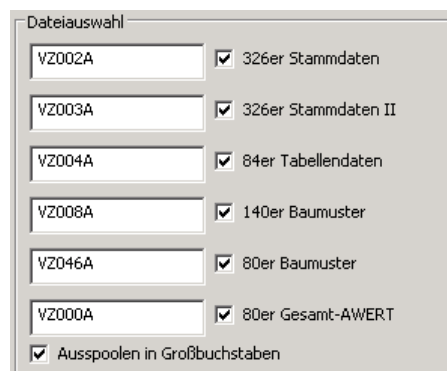 Dateiauswahl
VZ002A 326er Stammdaten
VZ003A 326er Stammdaten II
VZ004A 84er Tabellendaten
VZ008A 140er Baumuster
VZ046A 80er Baumuster
VZ000A 80er Gesamt-AWERT
Ausspoolen in Großbuchstaben